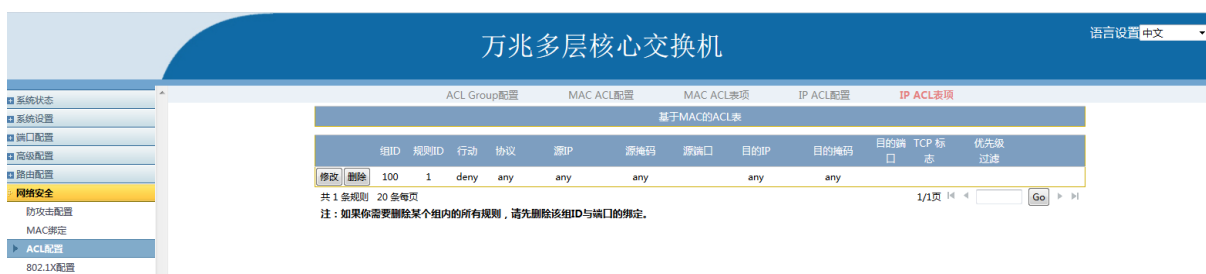 万兆多层核心交换机
语言设置 中文
系统状态
系统设置
端口配置
高级配置
路由配置
网络安全
防攻击配置
MAC绑定
ACL配置
802.1X配置
ACL Group配置 MAC ACL配置 MAC ACL表项 IP ACL配置 IP ACL表项
基于MAC的ACL表
组ID 规则ID 行动 协议 源IP 源掩码 源端口 目的IP 目的掩码 目的端口 TCP 标志 优先级过滤
修改 删除 100 1 deny any any any any any
共 1 条规则 20 条每页 1/1页 Go
注：如果你需要删除某个组内的所有规则，请先删除该组ID与端口的绑定。